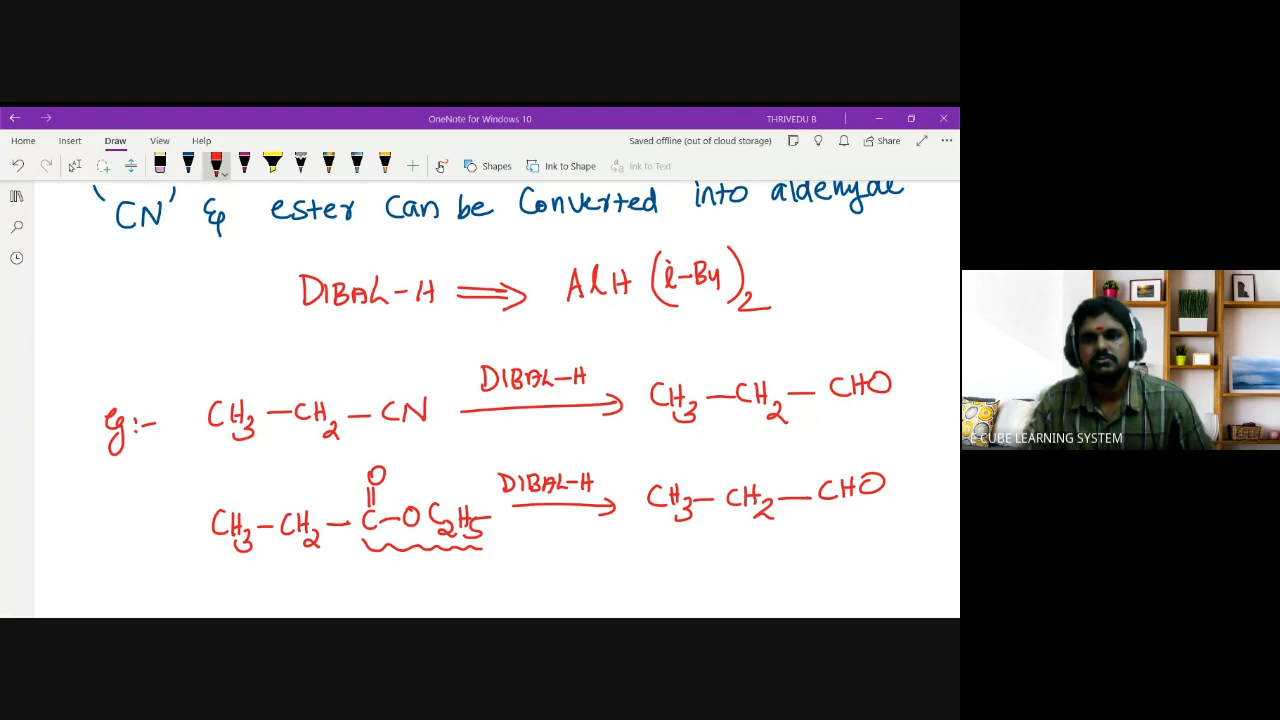 OneNote for Windows 10
THRIVEDU B
Home Insert Draw View Help
Saved offline (out of cloud storage)
Share
Shapes
Ink to Shape
Ink to Text
'CN' & ester can be converted into aldehyde
DIBAL-H ⟹ AlH (i-Bu)₂
Eg:- CH₃ – CH₂ – CN DIBAL-H → CH₃ – CH₂ – CHO
O
CH₃ – CH₂ – C – O C₂H₅ DIBAL-H → CH₃ – CH₂ – CHO
C CUBE LEARNING SYSTEM